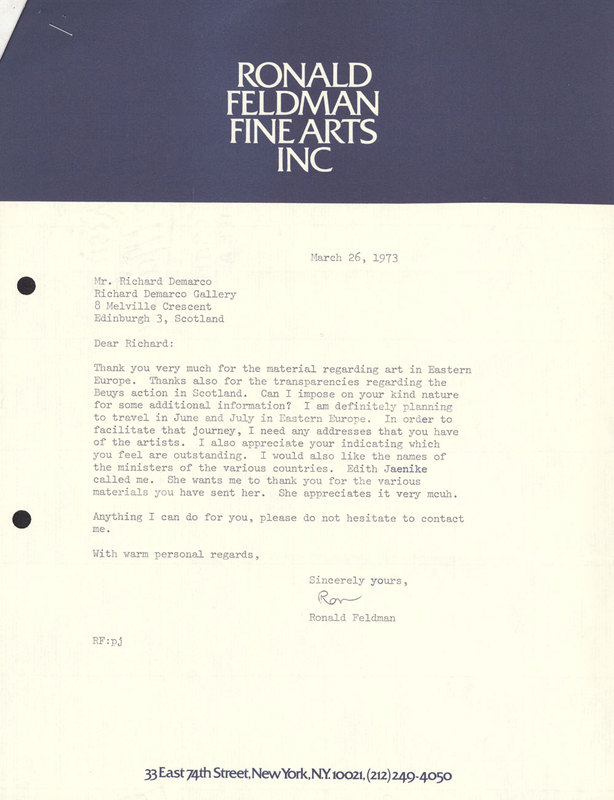 RONALD
FELDMAN
FINE ARTS
INC
March 26, 1973
Mr. Richard Demarco
Richard Demarco Gallery
8 Melville Crescent
Edinburgh 3, Scotland
Dear Richard:
Thank you very much for the material regarding art in Eastern
Europe. Thanks also for the transparencies regarding the
Beuys action in Scotland. Can I impose on your kind nature
for some additional information? I am definitely planning
to travel in June and July in Eastern Europe. In order to
facilitate that journey, I need any addresses that you have
of the artists. I also appreciate your indicating which
you feel are outstanding. I would also like the names of
the ministers of the various countries. Edith Jaenike
called me. She wants me to thank you for the various
materials you have sent her. She appreciates it very mcuh.
Anything I can do for you, please do not hesitate to contact
me.
With warm personal regards,
Sincerely yours,
Ron
Ronald Feldman
RF:pj
33 East 74th Street, New York, N.Y. 10021, (212) 249-4050